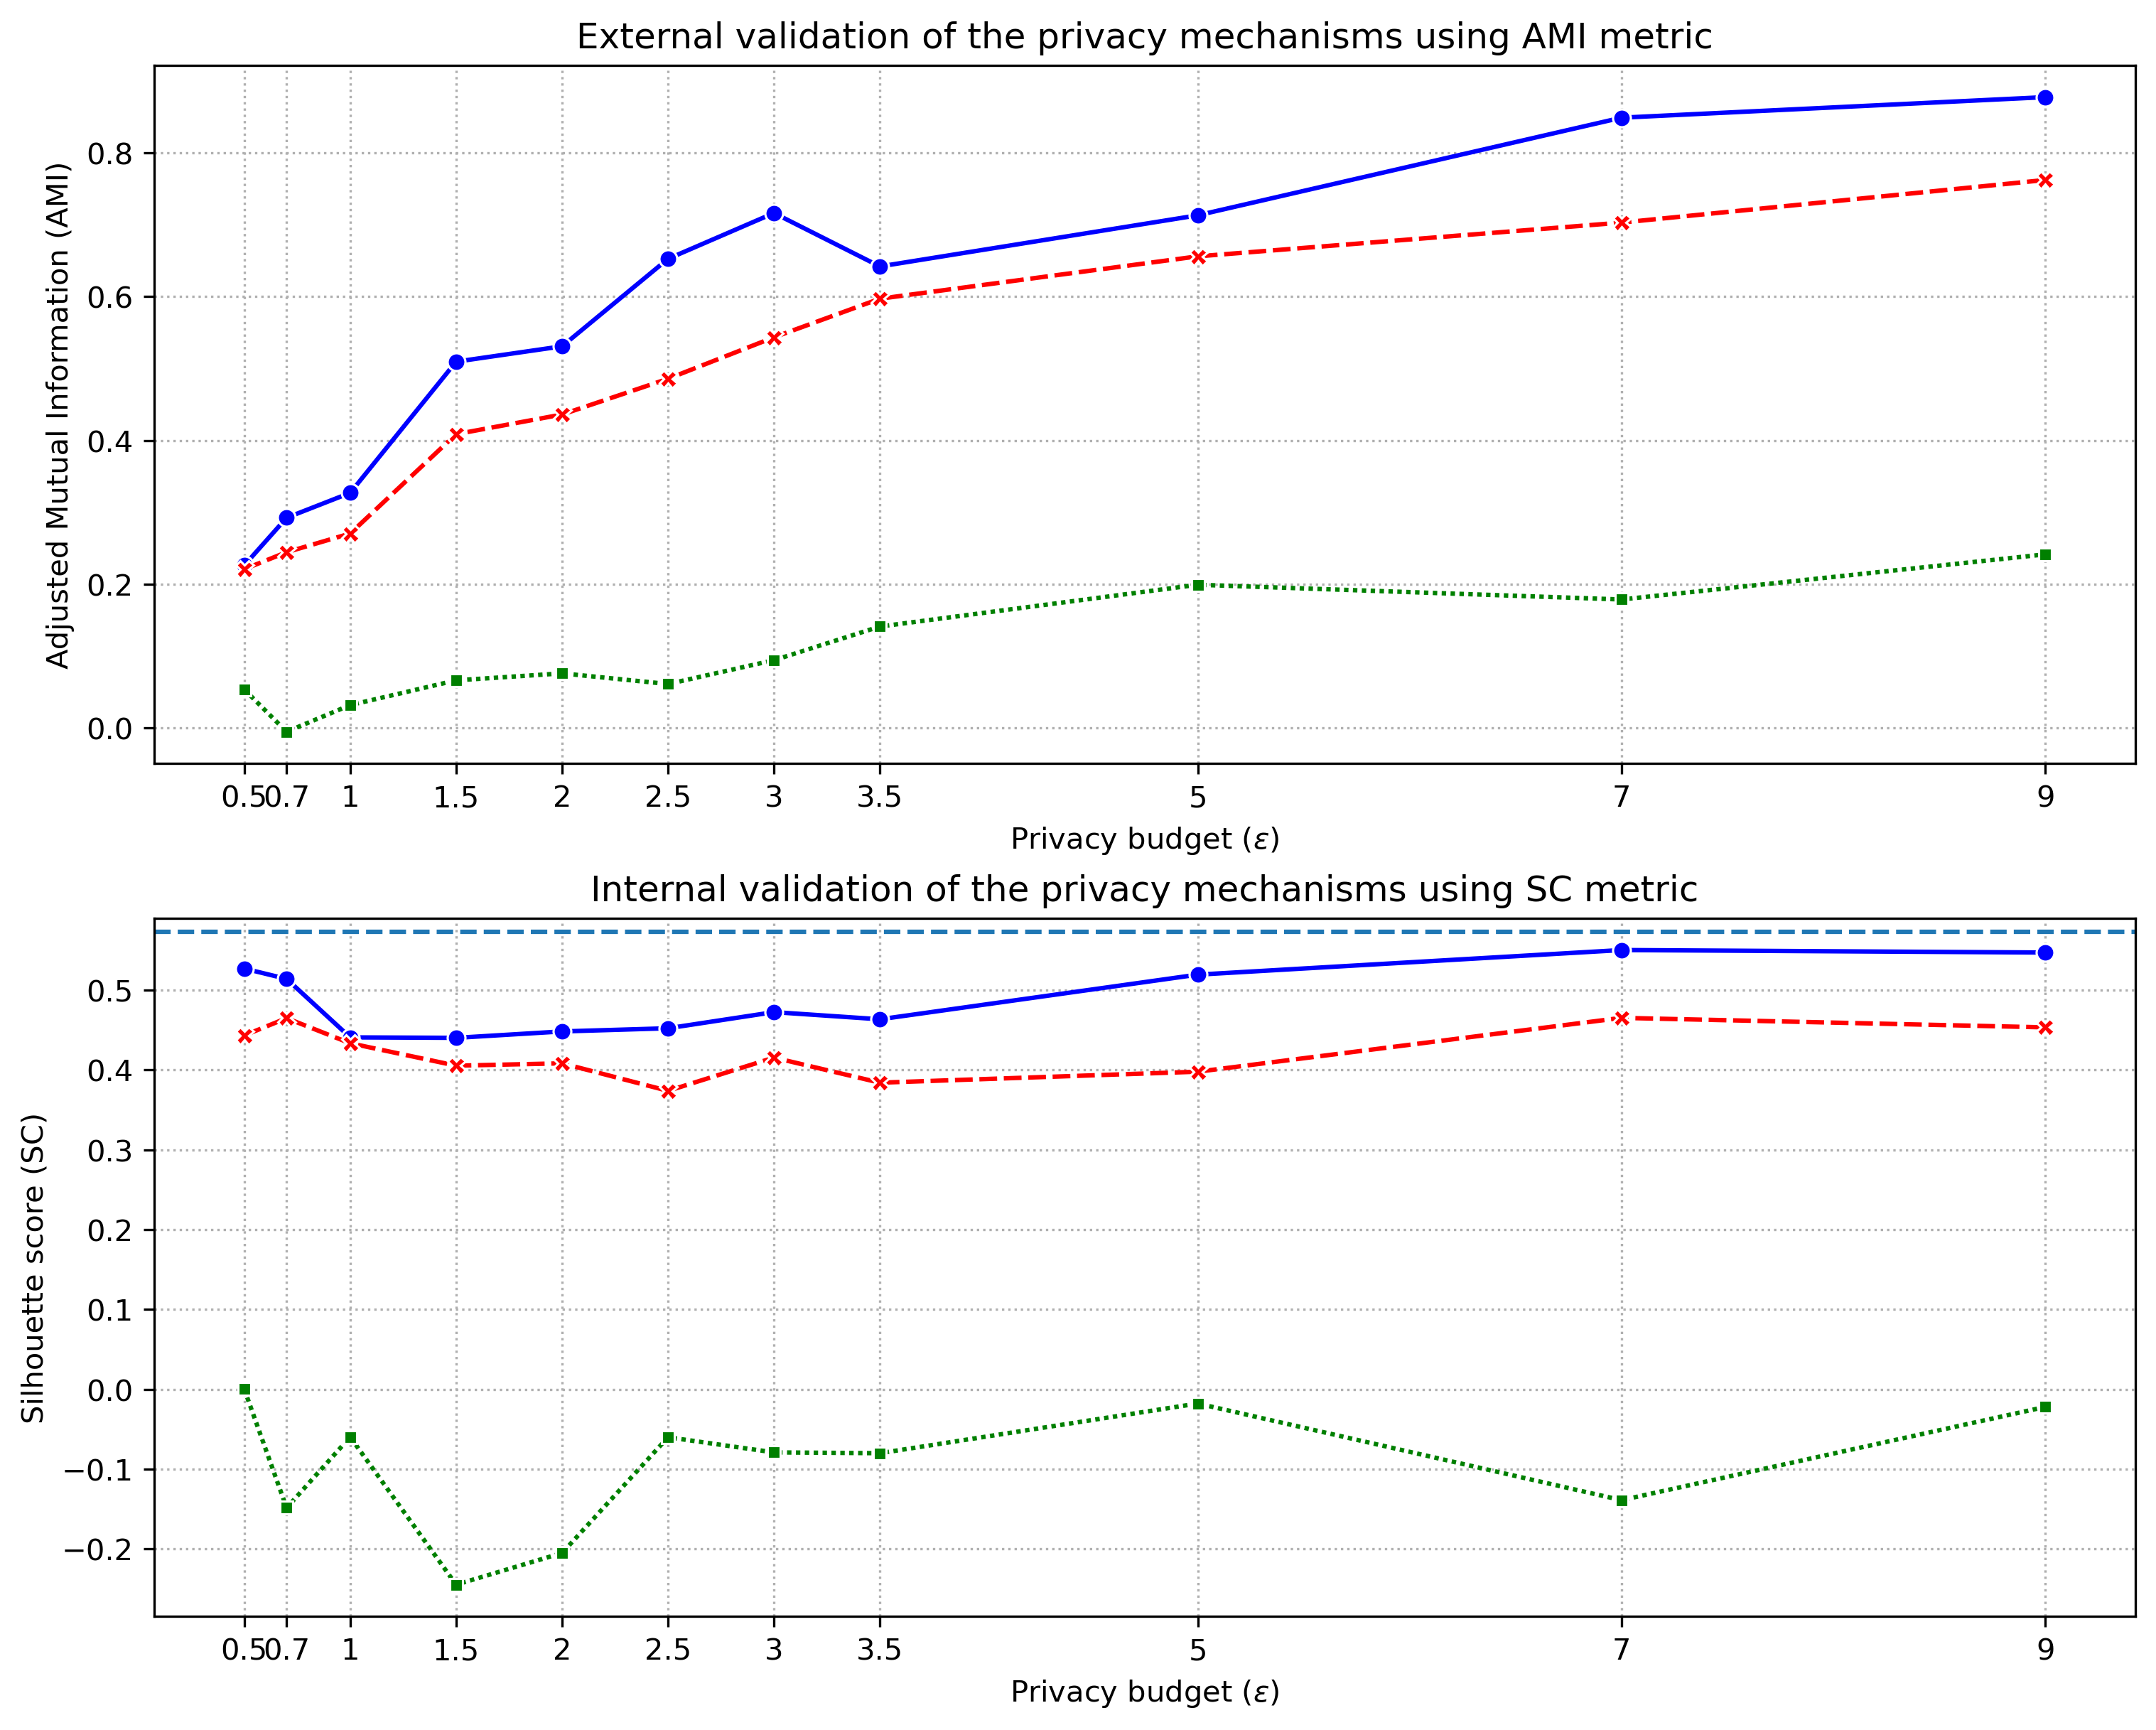 External validation of the privacy mechanisms using AMI metric
Adjusted Mutual Information (AMI)
0.8
0.6
0.4
0.2
0.0
0.5 0.7 1 1.5 2 2.5 3 3.5 5 7 9
Privacy budget (ε)
Internal validation of the privacy mechanisms using SC metric
Silhouette score (SC)
0.5
0.4
0.3
0.2
0.1
0.0
−0.1
−0.2
0.5 0.7 1 1.5 2 2.5 3 3.5 5 7 9
Privacy budget (ε)